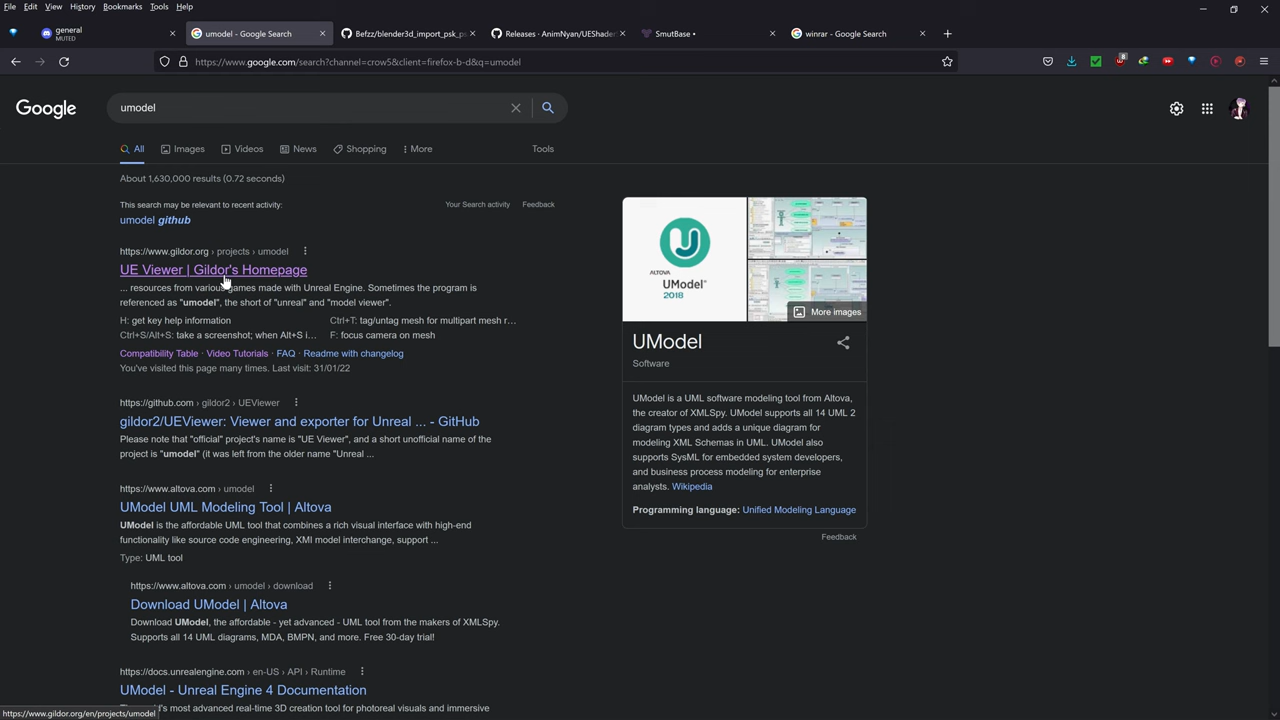 File Edit View History Bookmarks Tools Help
general
MUTED
umodel - Google Search
Befzz/blender3d_import_psk_ps
Releases · AnimNyan/UEShader
SmutBase •
winrar - Google Search
https://www.google.com/search?channel=crow5&client=firefox-b-d&q=umodel
8
Google
umodel
All Images Videos News Shopping More Tools
About 1,630,000 results (0.72 seconds)
This search may be relevant to recent activity: Your Search activity Feedback
umodel github
https://www.gildor.org › projects › umodel
UE Viewer | Gildor's Homepage
... resources from various games made with Unreal Engine. Sometimes the program is
referenced as "umodel", the short of "unreal" and "model viewer".
H: get key help information Ctrl+T: tag/untag mesh for multipart mesh r...
Ctrl+S/Alt+S: take a screenshot; when Alt+S i... F: focus camera on mesh
Compatibility Table · Video Tutorials · FAQ · Readme with changelog
You've visited this page many times. Last visit: 31/01/22
https://github.com › gildor2 › UEViewer
gildor2/UEViewer: Viewer and exporter for Unreal ... - GitHub
Please note that "official" project's name is "UE Viewer", and a short unofficial name of the
project is "umodel" (it was left from the older name "Unreal ...
https://www.altova.com › umodel
UModel UML Modeling Tool | Altova
UModel is the affordable UML tool that combines a rich visual interface with high-end
functionality like source code engineering, XMI model interchange, support ...
Type: UML tool
https://www.altova.com › umodel › download
Download UModel | Altova
Download UModel, the affordable - yet advanced - UML tool from the makers of XMLSpy.
Supports all 14 UML diagrams, MDA, BMPN, and more. Free 30-day trial!
https://docs.unrealengine.com › en-US › API › Runtime
UModel - Unreal Engine 4 Documentation
most advanced real-time 3D creation tool for photoreal visuals and immersive
https://www.gildor.org/en/projects/umodel
ALTOVA
UModel®
2018
More images
UModel
Software
UModel is a UML software modeling tool from Altova,
the creator of XMLSpy. UModel supports all 14 UML 2
diagram types and adds a unique diagram for
modeling XML Schemas in UML. UModel also
supports SysML for embedded system developers,
and business process modeling for enterprise
analysts. Wikipedia
Programming language: Unified Modeling Language
Feedback